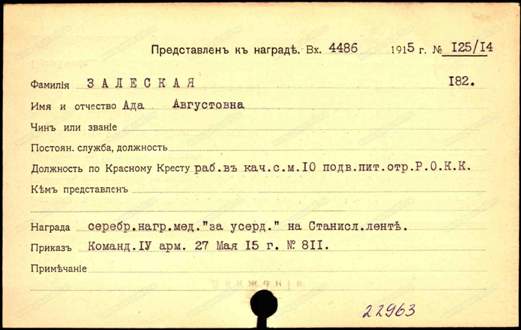 Представленъ къ наградѣ. Вх. 4486 1915 г. № 125/14
Фамилія ЗАЛЕСКАЯ 182.
Имя и отчество Ада Августовна
Чинъ или званіе
Постоян. служба, должность
Должность по Красному Кресту раб.въ кач.с.м.10 подв.пит.отр.Р.О.К.К.
Кѣмъ представленъ
Награда серебр.нагр.мед."за усерд." на Станисл.лентѣ.
Приказъ Команд.IУ арм. 27 Мая 15 г. № 811.
Примѣчаніе
22963